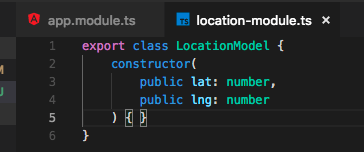 app.module.ts
location-module.ts
TS
1 export class LocationModel {
2 constructor(
3 public lat: number,
4 public lng: number
5 ) { }
6 }